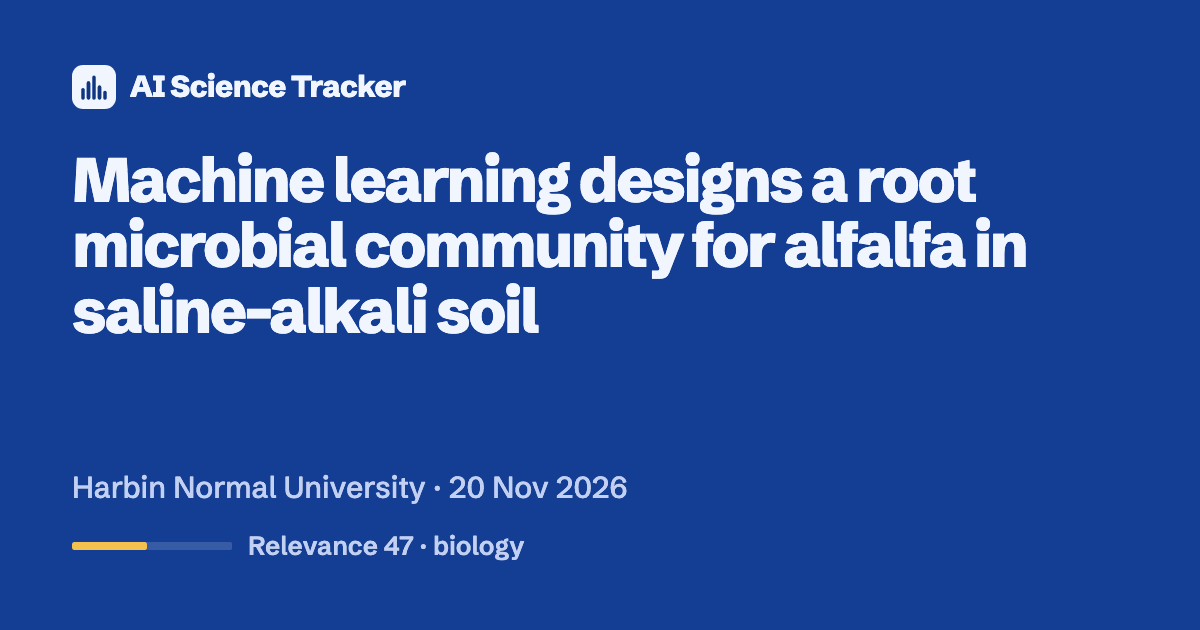 AI Science Tracker
Machine learning designs a root
microbial community for alfalfa in
saline-alkali soil
Harbin Normal University · 20 Nov 2026
Relevance 47 · biology